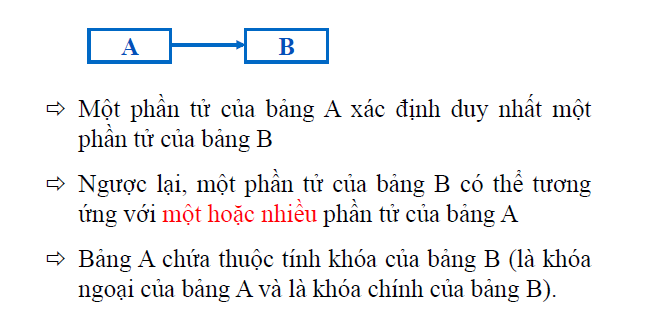 A B
⇨ Một phần tử của bảng A xác định duy nhất một
phần tử của bảng B
⇨ Ngược lại, một phần tử của bảng B có thể tương
ứng với một hoặc nhiều phần tử của bảng A
⇨ Bảng A chứa thuộc tính khóa của bảng B (là khóa
ngoại của bảng A và là khóa chính của bảng B).